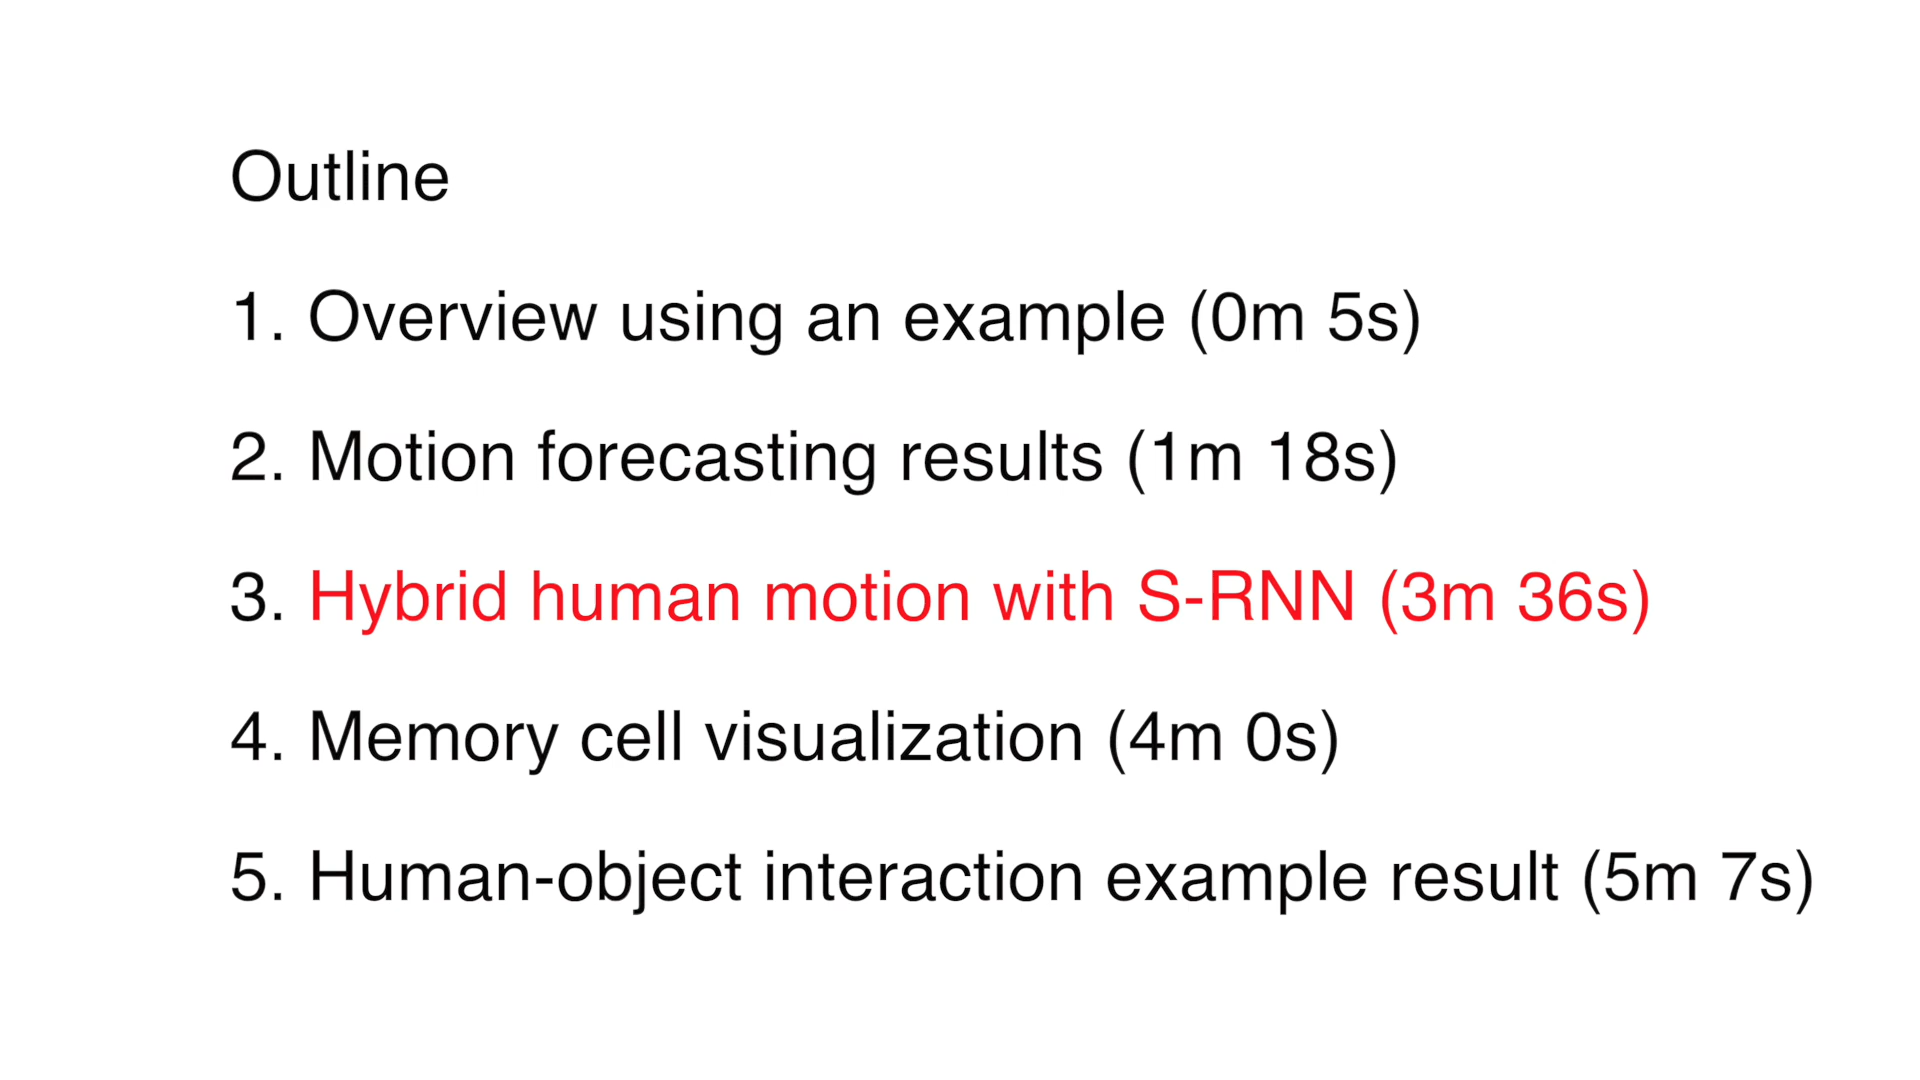 Outline
1. Overview using an example (0m 5s)
2. Motion forecasting results (1m 18s)
3. Hybrid human motion with S-RNN (3m 36s)
4. Memory cell visualization (4m 0s)
5. Human-object interaction example result (5m 7s)